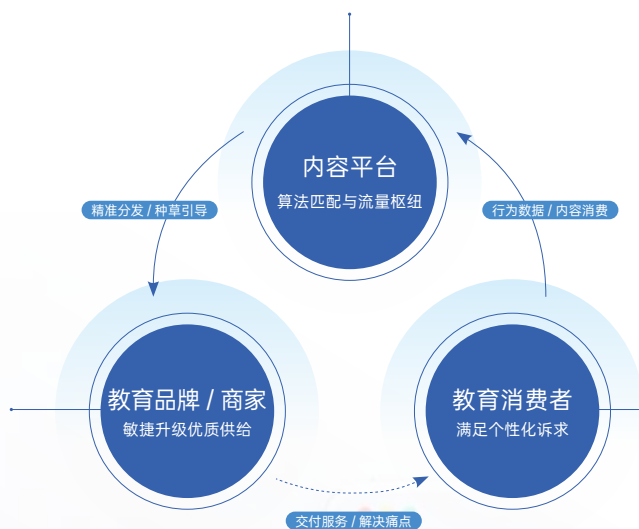 内容平台
算法匹配与流量枢纽
精准分发 / 种草引导
行为数据 / 内容消费
教育品牌 / 商家
敏捷升级优质供给
教育消费者
满足个性化诉求
交付服务 / 解决痛点